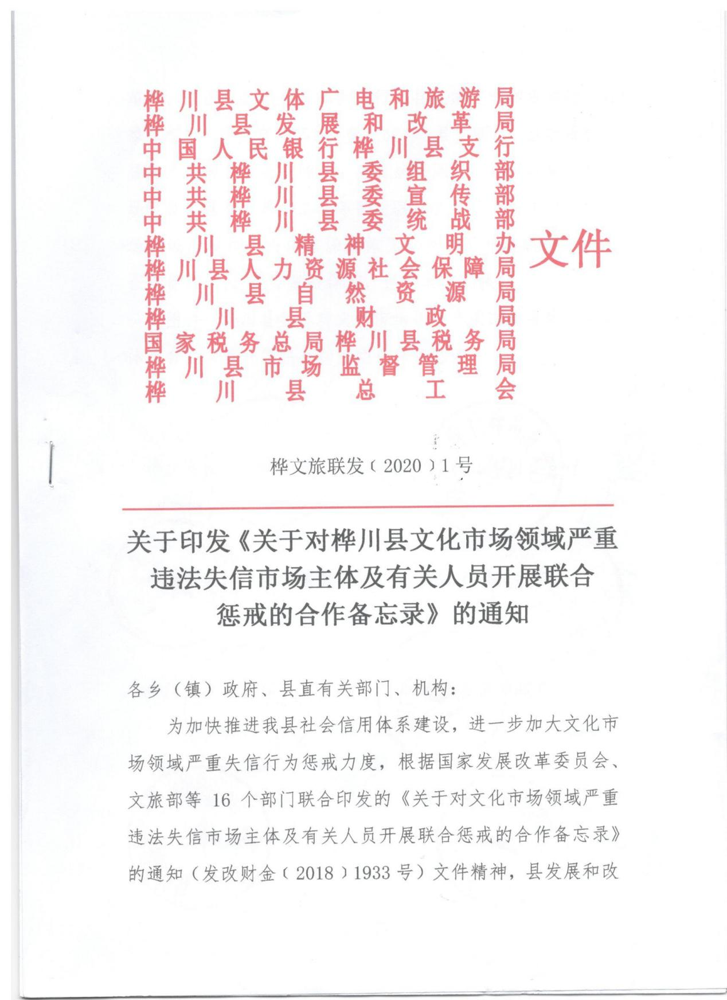 桦川县文体广电和旅游局
桦川县发展和改革局
中国人民银行桦川县支行
中共桦川县委组织部
中共桦川县委宣传部
中共桦川县委统战部
桦川县精神文明办
桦川县人力资源社会保障局
桦川县自然资源局
桦川县财政局
国家税务总局桦川县税务局
桦川县市场监督管理局
桦川县总工会
文件
桦文旅联发﹝2020﹞1号
关于印发《关于对桦川县文化市场领域严重
违法失信市场主体及有关人员开展联合
惩戒的合作备忘录》的通知
各乡（镇）政府、县直有关部门、机构：
为加快推进我县社会信用体系建设，进一步加大文化市
场领域严重失信行为惩戒力度，根据国家发展改革委员会、
文旅部等 16 个部门联合印发的《关于对文化市场领域严重
违法失信市场主体及有关人员开展联合惩戒的合作备忘录》
的通知（发改财金﹝2018﹞1933 号）文件精神，县发展和改